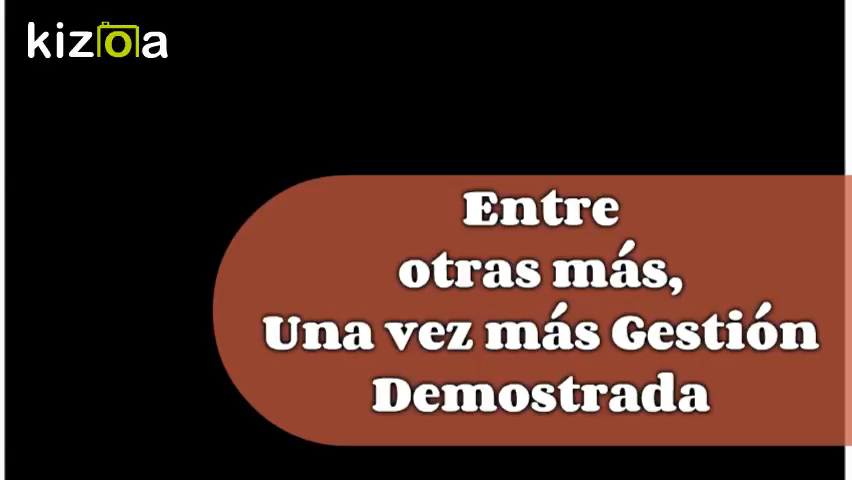 kizoa
Entre
otras más,
Una vez más Gestión
Demostrada